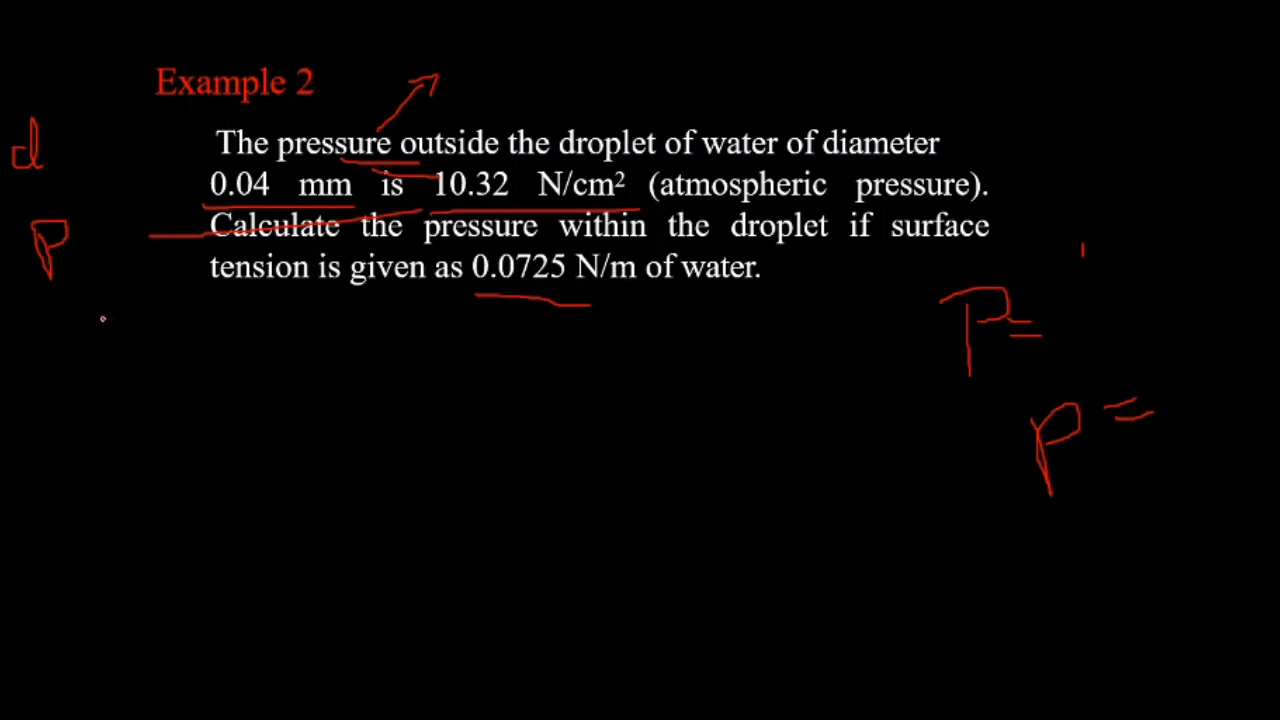 Example 2
The pressure outside the droplet of water of diameter
d
0.04 mm is 10.32 N/cm² (atmospheric pressure).
P
Calculate the pressure within the droplet if surface
tension is given as 0.0725 N/m of water.
P=
P=